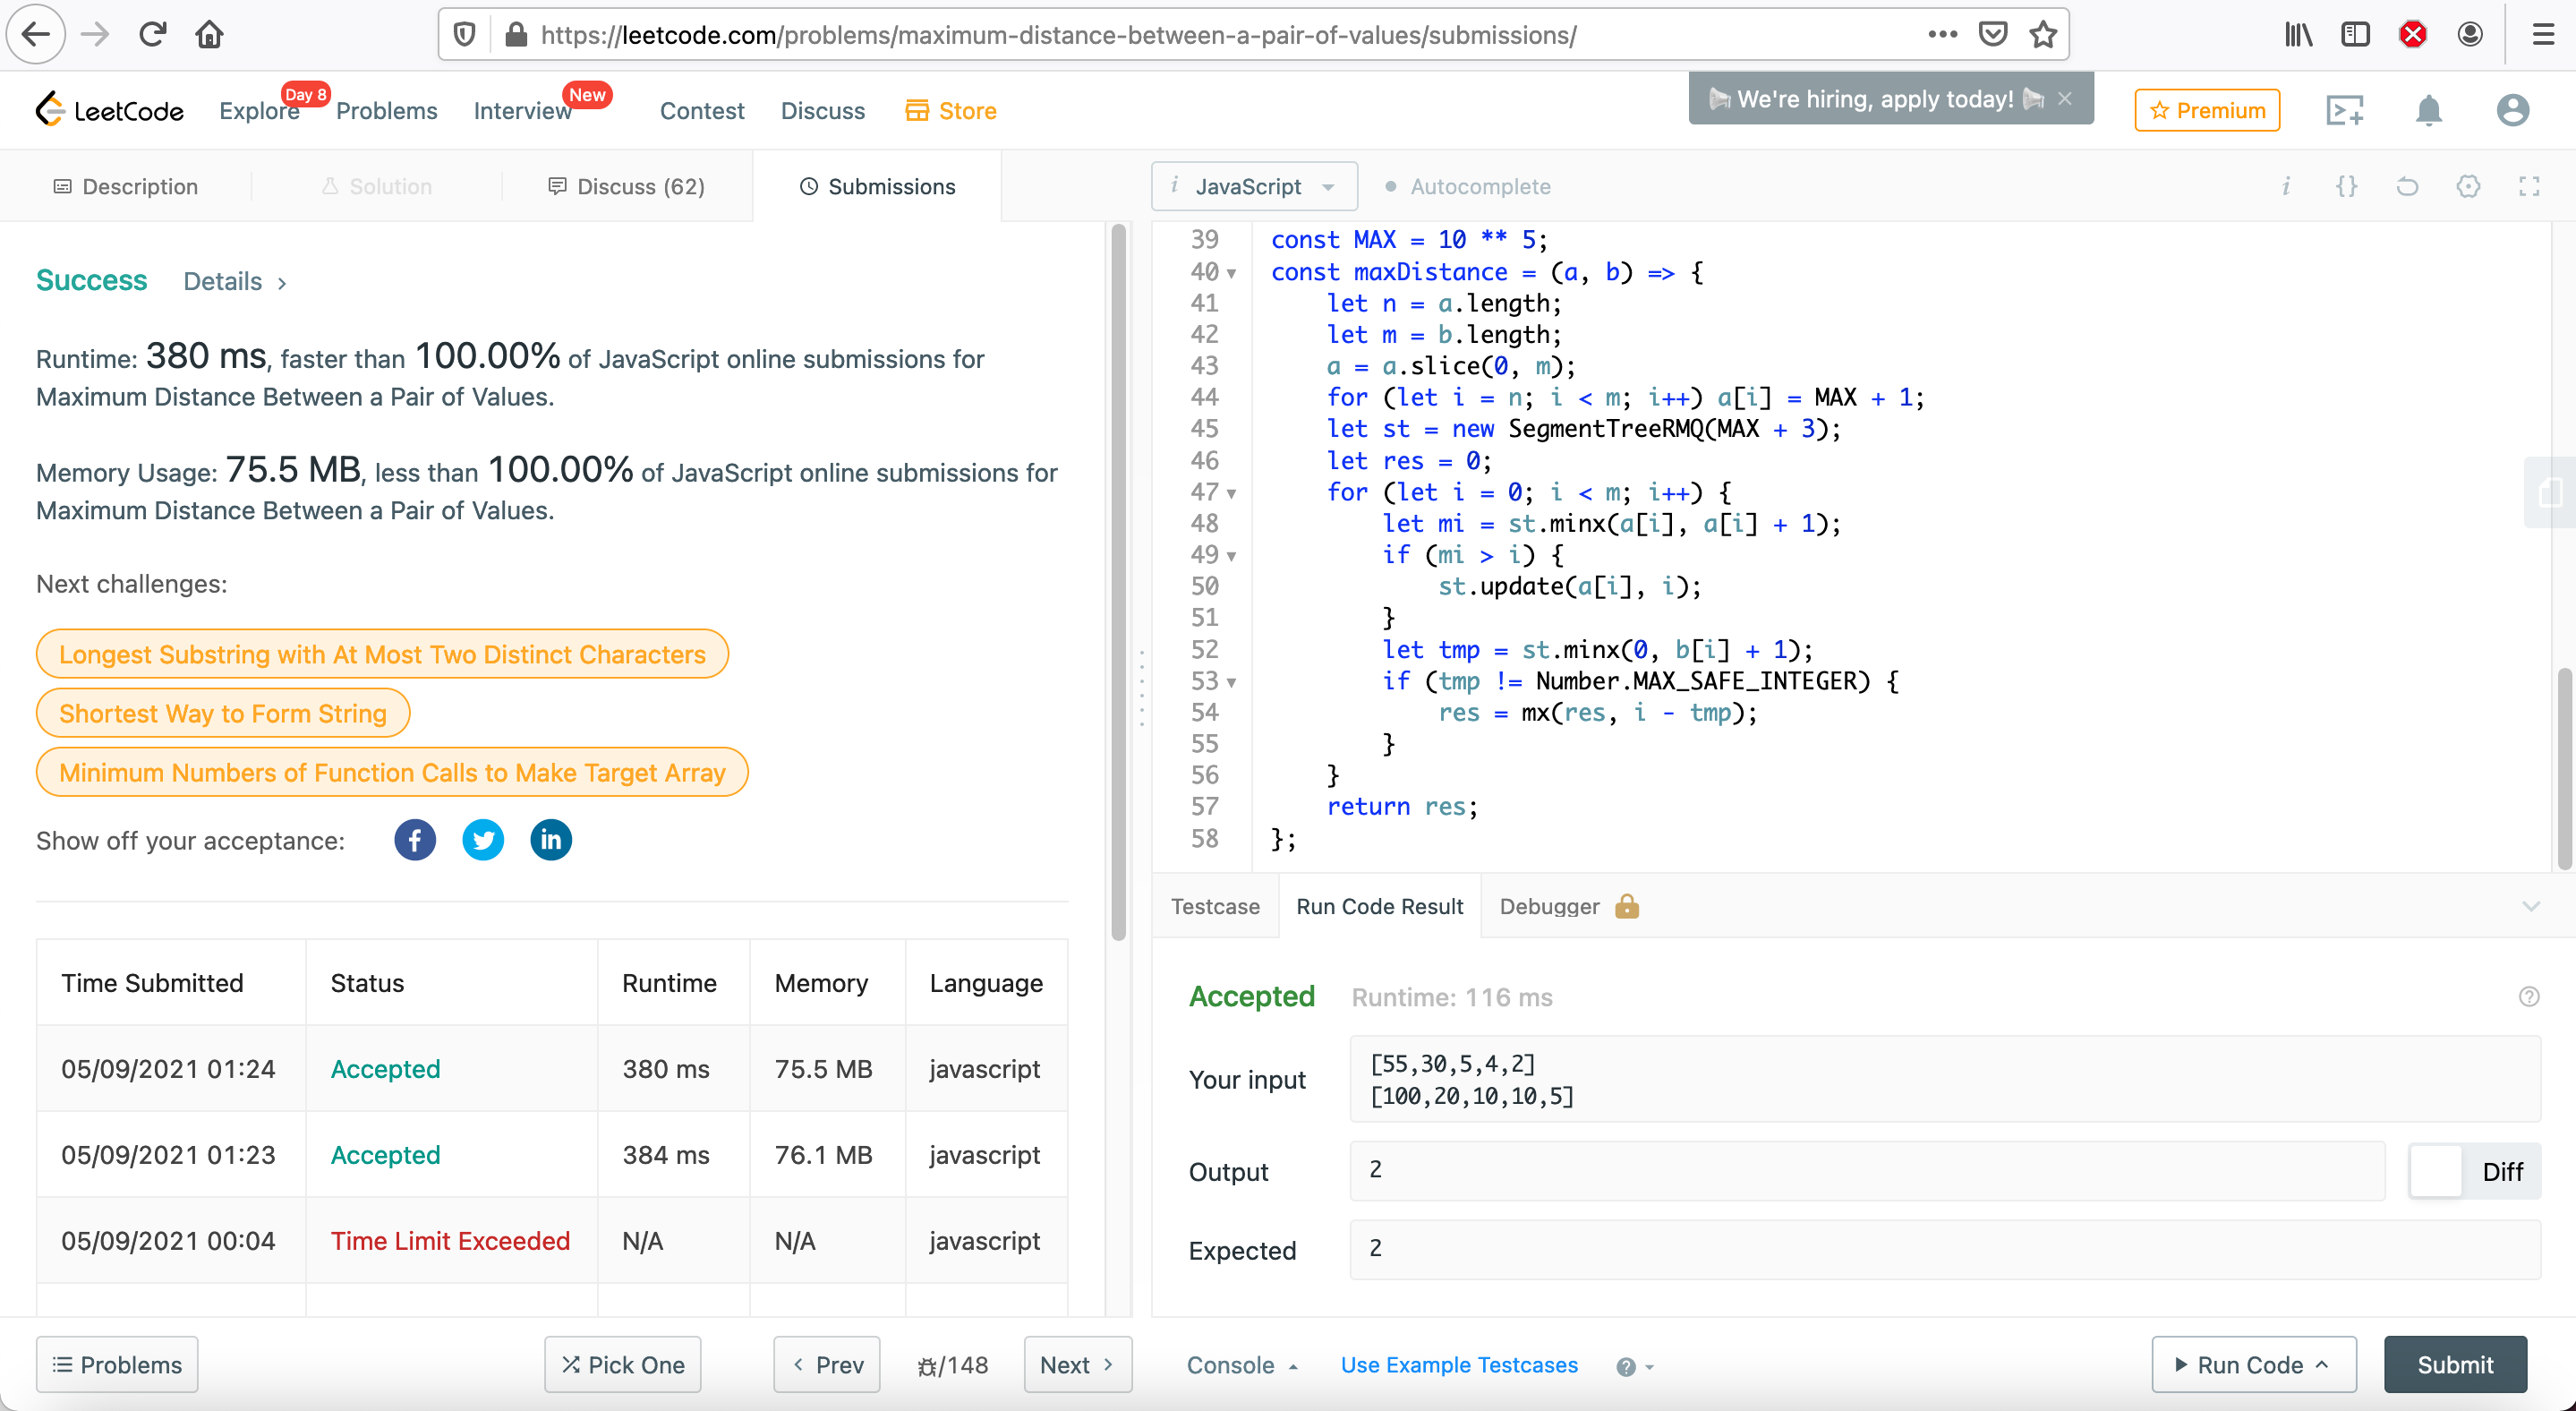 https://leetcode.com/problems/maximum-distance-between-a-pair-of-values/submissions/
LeetCode
Explore
Day 8
Problems
Interview
New
Contest
Discuss
Store
We're hiring, apply today!
Premium
Description
Solution
Discuss (62)
Submissions
Success
Details
Runtime: 380 ms, faster than 100.00% of JavaScript online submissions for
Maximum Distance Between a Pair of Values.
Memory Usage: 75.5 MB, less than 100.00% of JavaScript online submissions for
Maximum Distance Between a Pair of Values.
Next challenges:
Longest Substring with At Most Two Distinct Characters
Shortest Way to Form String
Minimum Numbers of Function Calls to Make Target Array
Show off your acceptance:
Time Submitted Status Runtime Memory Language
05/09/2021 01:24 Accepted 380 ms 75.5 MB javascript
05/09/2021 01:23 Accepted 384 ms 76.1 MB javascript
05/09/2021 00:04 Time Limit Exceeded N/A N/A javascript
Problems
Pick One
Prev
/148
Next
i JavaScript
Autocomplete
39 const MAX = 10 ** 5;
40 const maxDistance = (a, b) => {
41 let n = a.length;
42 let m = b.length;
43 a = a.slice(0, m);
44 for (let i = n; i < m; i++) a[i] = MAX + 1;
45 let st = new SegmentTreeRMQ(MAX + 3);
46 let res = 0;
47 for (let i = 0; i < m; i++) {
48 let mi = st.minx(a[i], a[i] + 1);
49 if (mi > i) {
50 st.update(a[i], i);
51 }
52 let tmp = st.minx(0, b[i] + 1);
53 if (tmp != Number.MAX_SAFE_INTEGER) {
54 res = mx(res, i - tmp);
55 }
56 }
57 return res;
58 };
Testcase
Run Code Result
Debugger
Accepted
Runtime: 116 ms
Your input
[55,30,5,4,2]
[100,20,10,10,5]
Output
2
Diff
Expected
2
Console
Use Example Testcases
Run Code
Submit